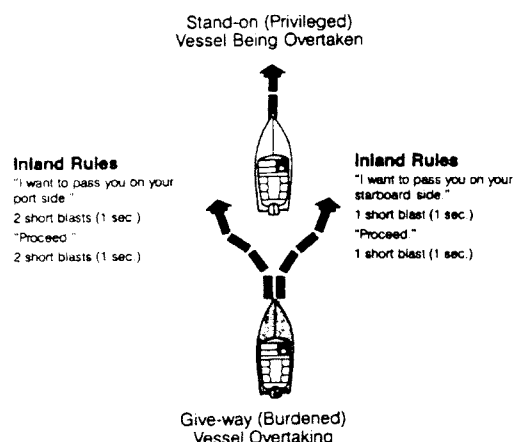 Stand-on (Privileged)
Vessel Being Overtaken
Inland Rules
"I want to pass you on your
port side."
2 short blasts (1 sec.)
"Proceed."
2 short blasts (1 sec.)
Inland Rules
"I want to pass you on your
starboard side."
1 short blast (1 sec.)
"Proceed."
1 short blast (1 sec.)
Give-way (Burdened)
Vessel Overtaking